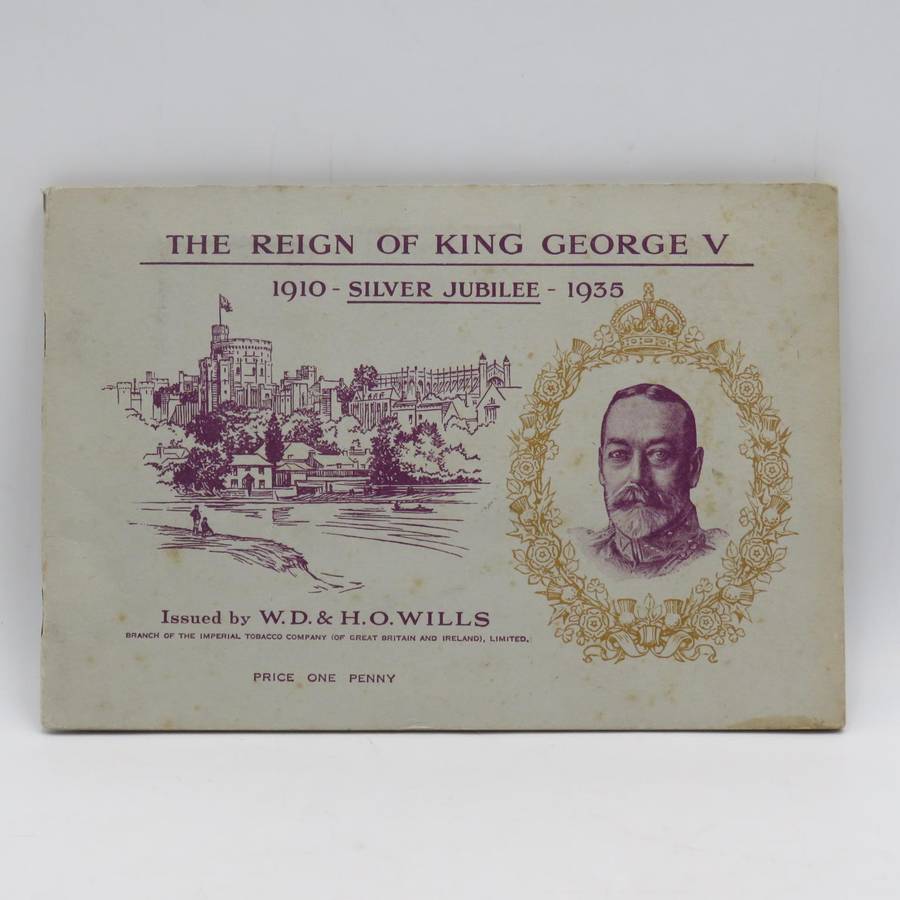 THE REIGN OF KING GEORGE V
1910 - SILVER JUBILEE - 1935
Issued by W.D. & H.O. WILLS
BRANCH OF THE IMPERIAL TOBACCO COMPANY (OF GREAT BRITAIN AND IRELAND), LIMITED.
PRICE ONE PENNY